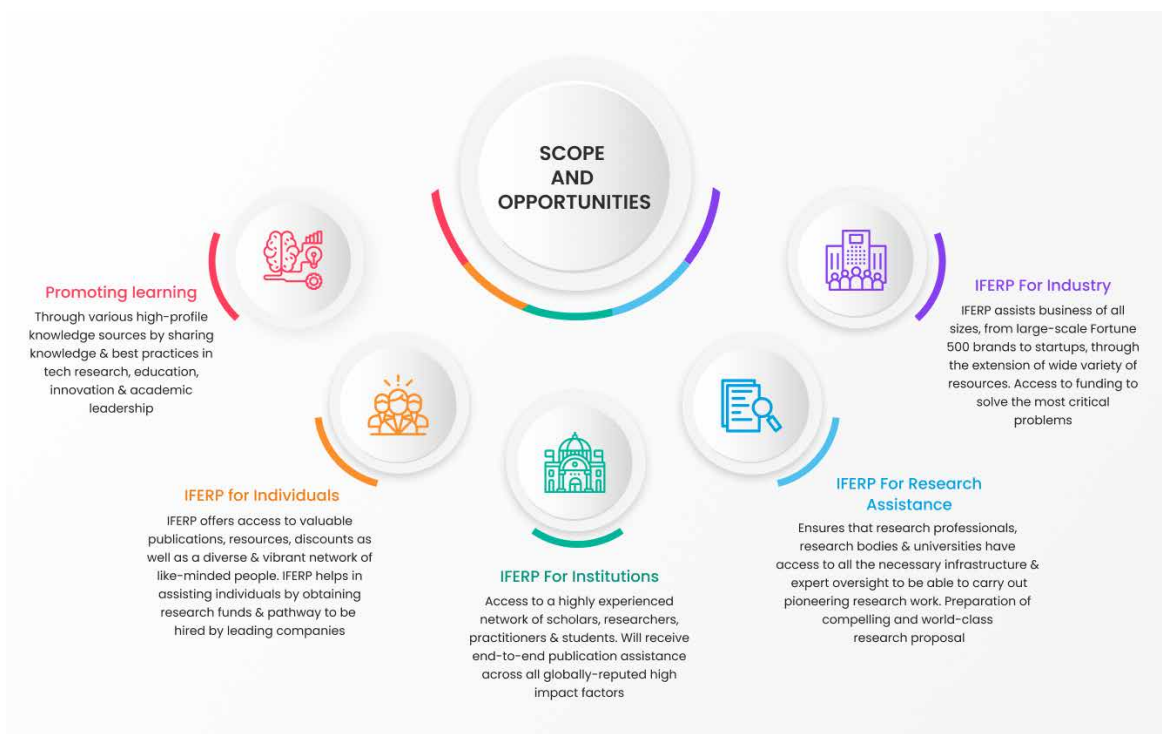 SCOPE
AND
OPPORTUNITIES
Promoting learning
Through various high-profile
knowledge sources by sharing
knowledge & best practices in
tech research, education,
innovation & academic
leadership
IFERP for Individuals
IFERP offers access to valuable
publications, resources, discounts as
well as a diverse & vibrant network of
like-minded people. IFERP helps in
assisting individuals by obtaining
research funds & pathway to be
hired by leading companies
IFERP For Institutions
Access to a highly experienced
network of scholars, researchers,
practitioners & students. Will receive
end-to-end publication assistance
across all globally-reputed high
impact factors
IFERP For Research
Assistance
Ensures that research professionals,
research bodies & universities have
access to all the necessary infrastructure &
expert oversight to be able to carry out
pioneering research work. Preparation of
compelling and world-class
research proposal
IFERP For Industry
IFERP assists business of all
sizes, from large-scale Fortune
500 brands to startups, through
the extension of wide variety of
resources. Access to funding to
solve the most critical
problems